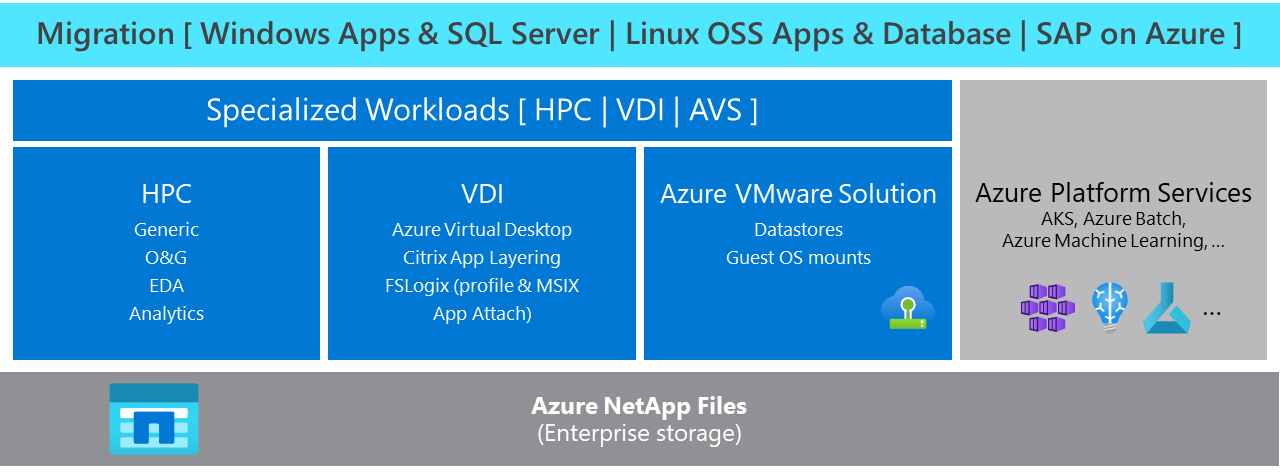 Migration [ Windows Apps & SQL Server | Linux OSS Apps & Database | SAP on Azure ]
Specialized Workloads [ HPC | VDI | AVS ]
HPC
Generic
O&G
EDA
Analytics
VDI
Azure Virtual Desktop
Citrix App Layering
FSLogix (profile & MSIX
App Attach)
Azure VMware Solution
Datastores
Guest OS mounts
Azure Platform Services
AKS, Azure Batch,
Azure Machine Learning, ...
...
Azure NetApp Files
(Enterprise storage)